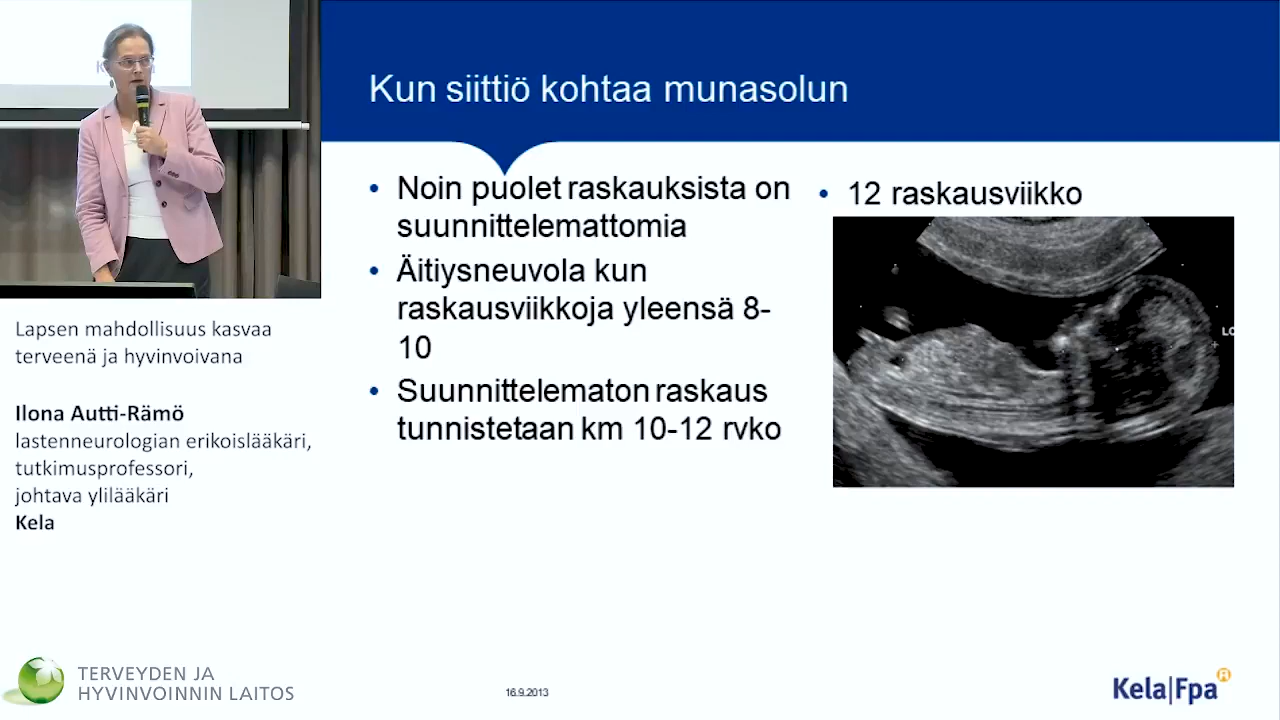 Kun siittiö kohtaa munasolun
Noin puolet raskauksista on
suunnittelemattomia
Äitiysneuvola kun
raskausviikkoja yleensä 8-
10
Suunnittelematon raskaus
tunnistetaan km 10-12 rvko
12 raskausviikko
Lapsen mahdollisuus kasvaa
terveenä ja hyvinvoivana
Ilona Autti-Rämö
lastenneurologian erikoislääkäri,
tutkimusprofessori,
johtava ylilääkäri
Kela
TERVEYDEN JA
HYVINVOINNIN LAITOS
16.9.2013
Kela|Fpa